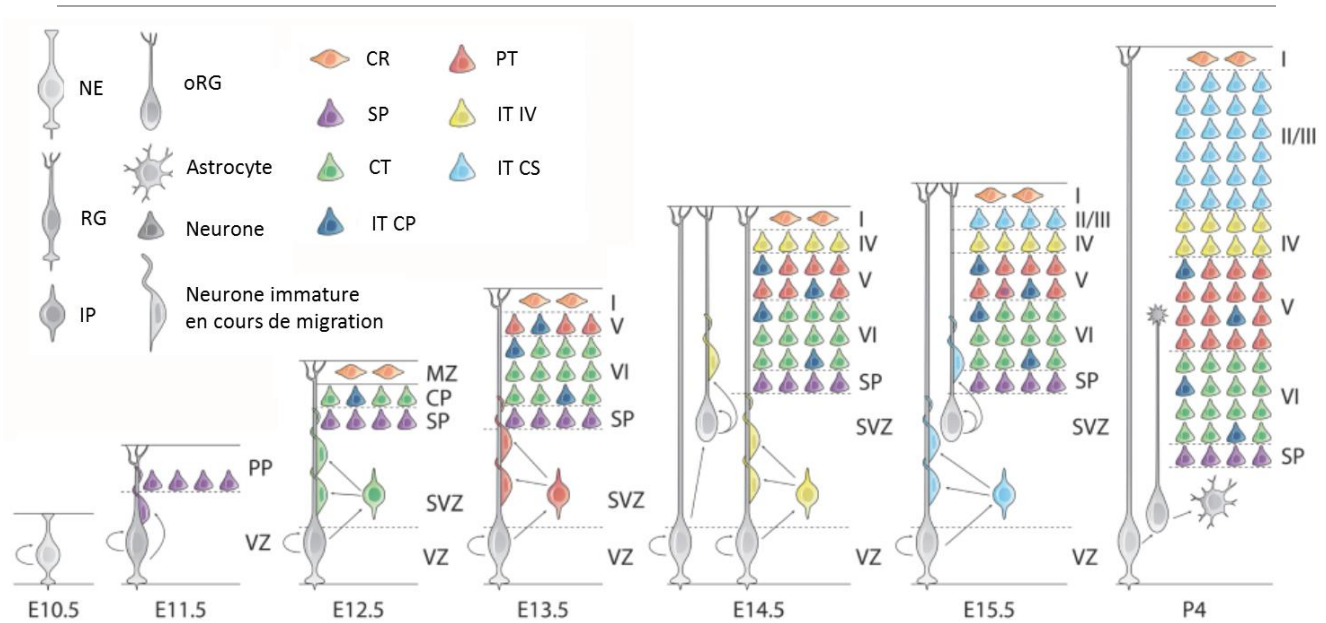 NE
oRG
CR
PT
SP
IT IV
Astrocyte
CT
IT CS
RG
Neurone
IT CP
IP
Neurone immature
en cours de migration
PP
VZ
MZ
CP
SP
SVZ
VZ
I
V
VI
SP
SVZ
VZ
I
IV
V
VI
SP
SVZ
VZ
I
II/III
IV
V
VI
SP
SVZ
VZ
I
II/III
IV
V
VI
SP
E10.5
E11.5
E12.5
E13.5
E14.5
E15.5
P4